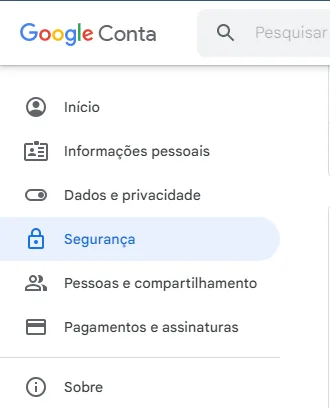 Google Conta
Pesquisar
Início
Informações pessoais
Dados e privacidade
Segurança
Pessoas e compartilhamento
Pagamentos e assinaturas
Sobre